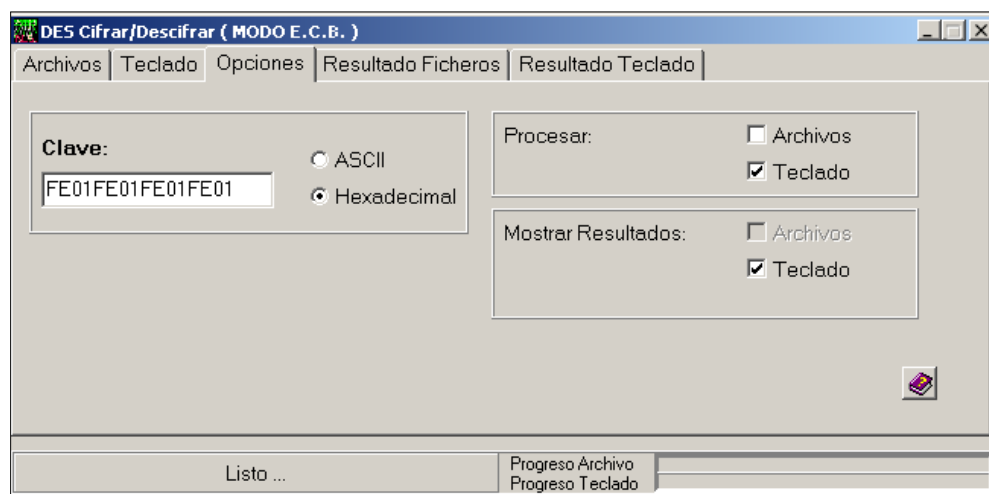 DES Cifrar/Descifrar ( MODO E.C.B. )
Archivos Teclado Opciones Resultado Ficheros Resultado Teclado
Clave:
FE01FE01FE01FE01
ASCII
Hexadecimal
Procesar:
Archivos
Teclado
Mostrar Resultados:
Archivos
Teclado
Listo ...
Progreso Archivo
Progreso Teclado